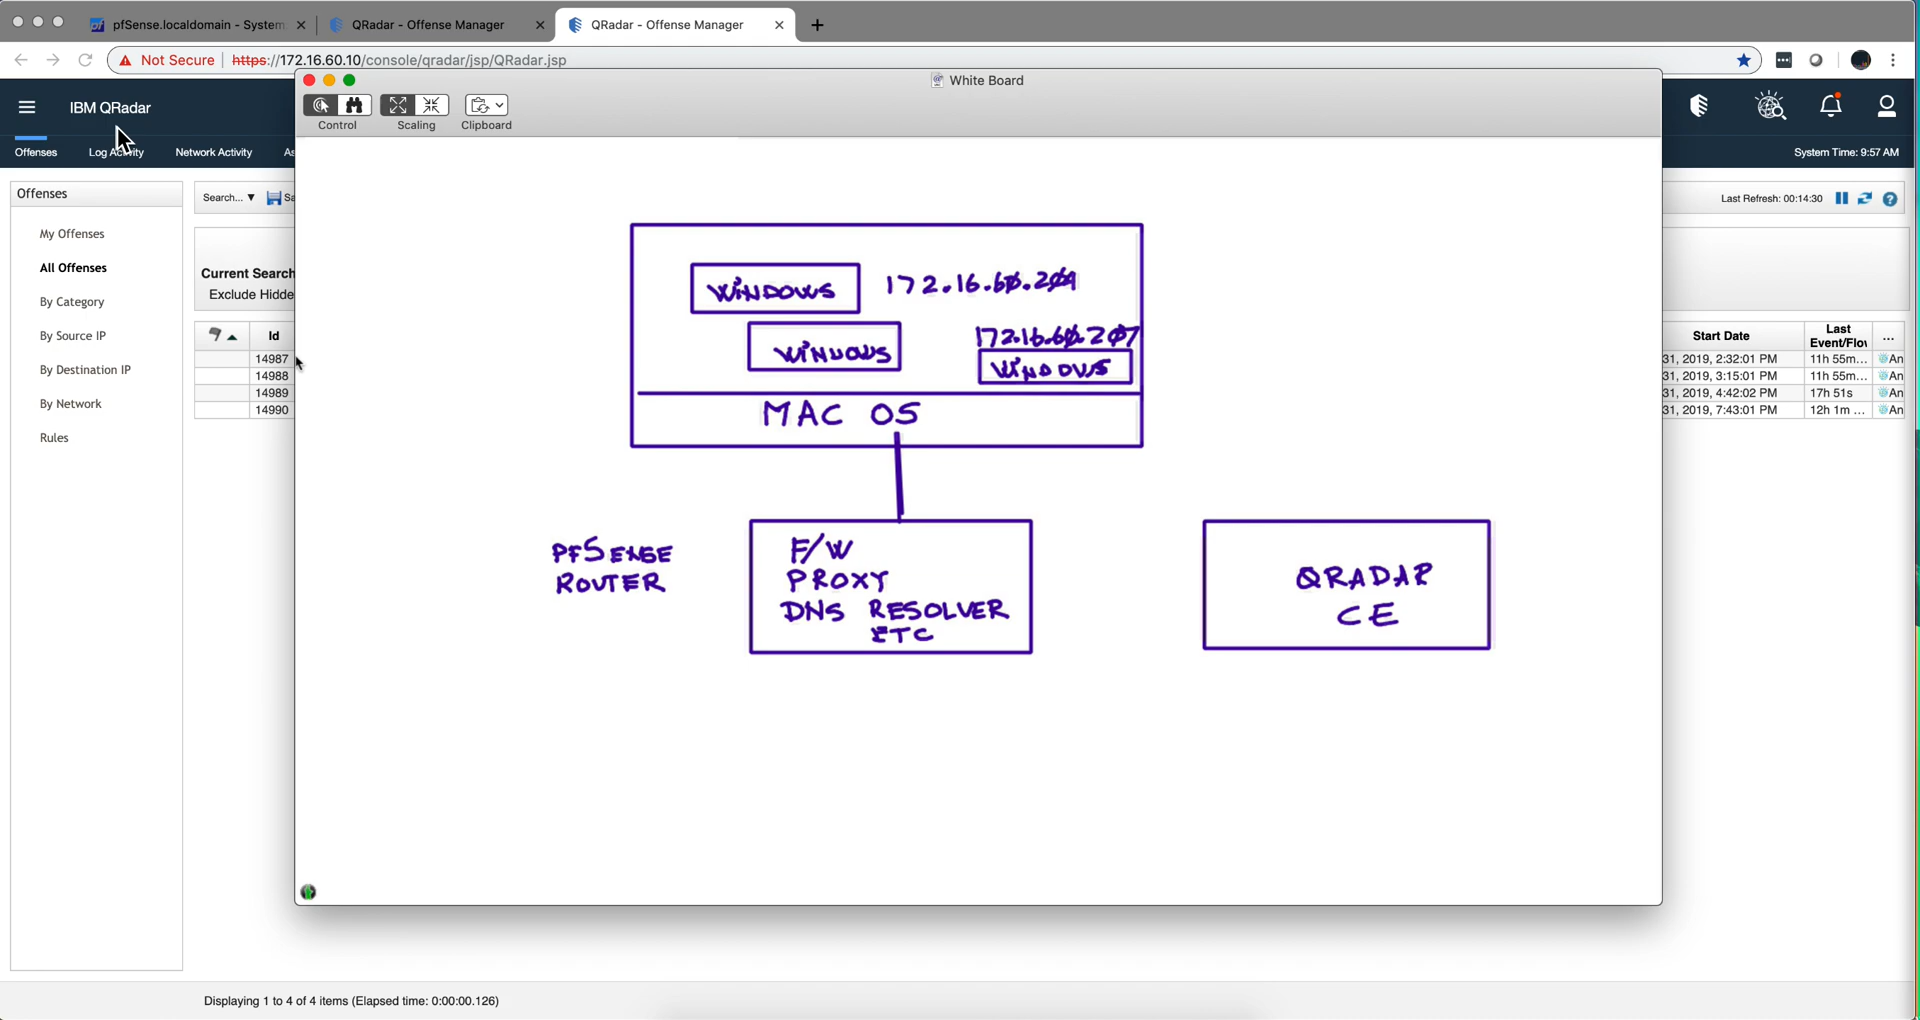 pfSense.localdomain - System
QRadar - Offense Manager
QRadar - Offense Manager
Not Secure
https://172.16.60.10/console/qradar/jsp/QRadar.jsp
White Board
Control
Scaling
Clipboard
IBM QRadar
Offenses
Log Activity
Network Activity
As
System Time: 9:57 AM
Offenses
My Offenses
All Offenses
By Category
By Source IP
By Destination IP
By Network
Rules
Search...
Sa
Last Refresh: 00:14:30
Current Search
Exclude Hidde
Id
Start Date
Last
Event/Flov
...
14987
31, 2019, 2:32:01 PM
11h 55m...
An
14988
31, 2019, 3:15:01 PM
11h 55m...
An
14989
31, 2019, 4:42:02 PM
17h 51s
An
14990
31, 2019, 7:43:01 PM
12h 1m ...
An
WINDOWS
172.16.60.209
WINDOWS
172.16.60.207
WINDOWS
MAC OS
PFSENSE
ROUTER
F/W
PROXY
DNS RESOLVER
ETC
QRADAR
CE
Displaying 1 to 4 of 4 items (Elapsed time: 0:00:00.126)